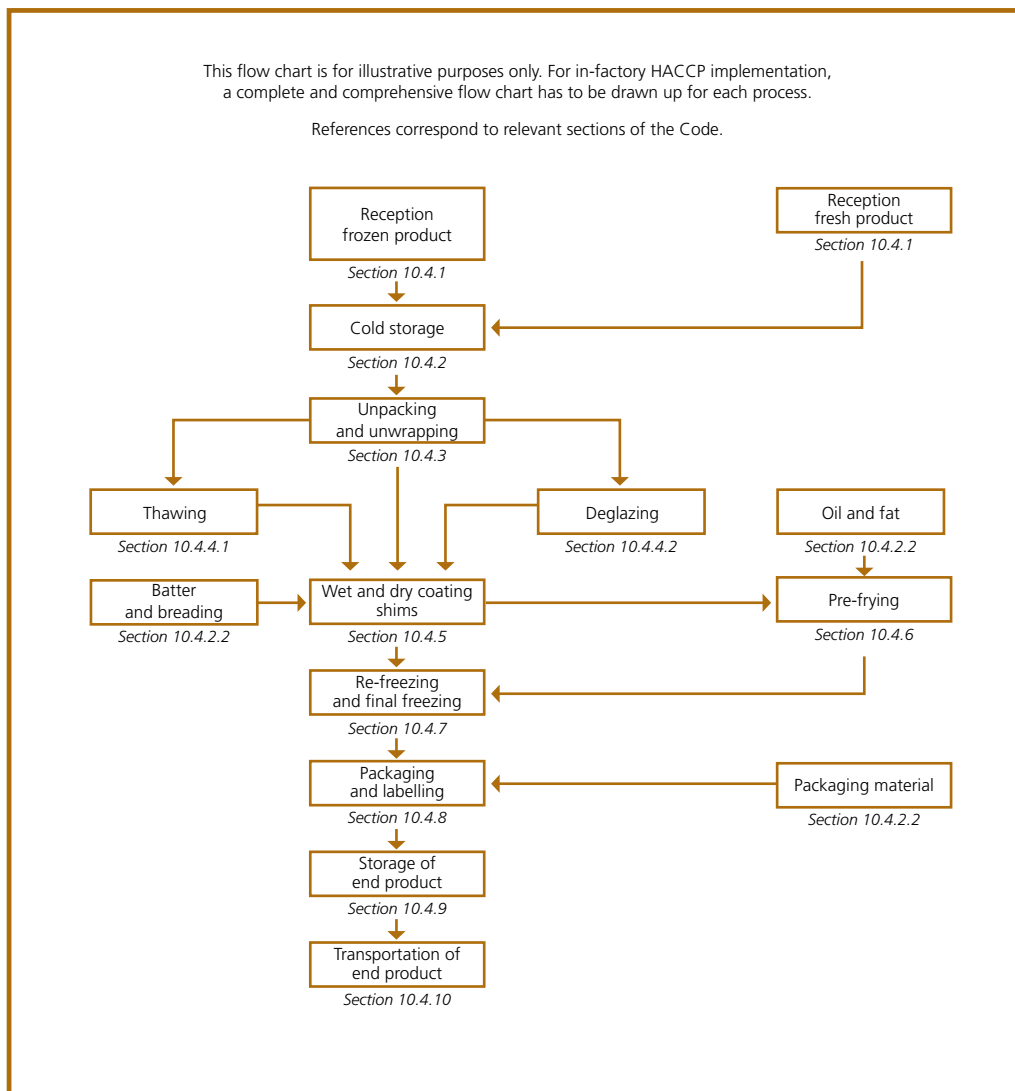 This flow chart is for illustrative purposes only. For in-factory HACCP implementation,
a complete and comprehensive flow chart has to be drawn up for each process.
References correspond to relevant sections of the Code.
Reception
frozen product
Section 10.4.1
Reception
fresh product
Section 10.4.1
Cold storage
Section 10.4.2
Unpacking
and unwrapping
Section 10.4.3
Thawing
Section 10.4.4.1
Deglazing
Section 10.4.4.2
Oil and fat
Section 10.4.2.2
Batter
and breading
Section 10.4.2.2
Wet and dry coating
shims
Section 10.4.5
Pre-frying
Section 10.4.6
Re-freezing
and final freezing
Section 10.4.7
Packaging
and labelling
Section 10.4.8
Packaging material
Section 10.4.2.2
Storage of
end product
Section 10.4.9
Transportation of
end product
Section 10.4.10